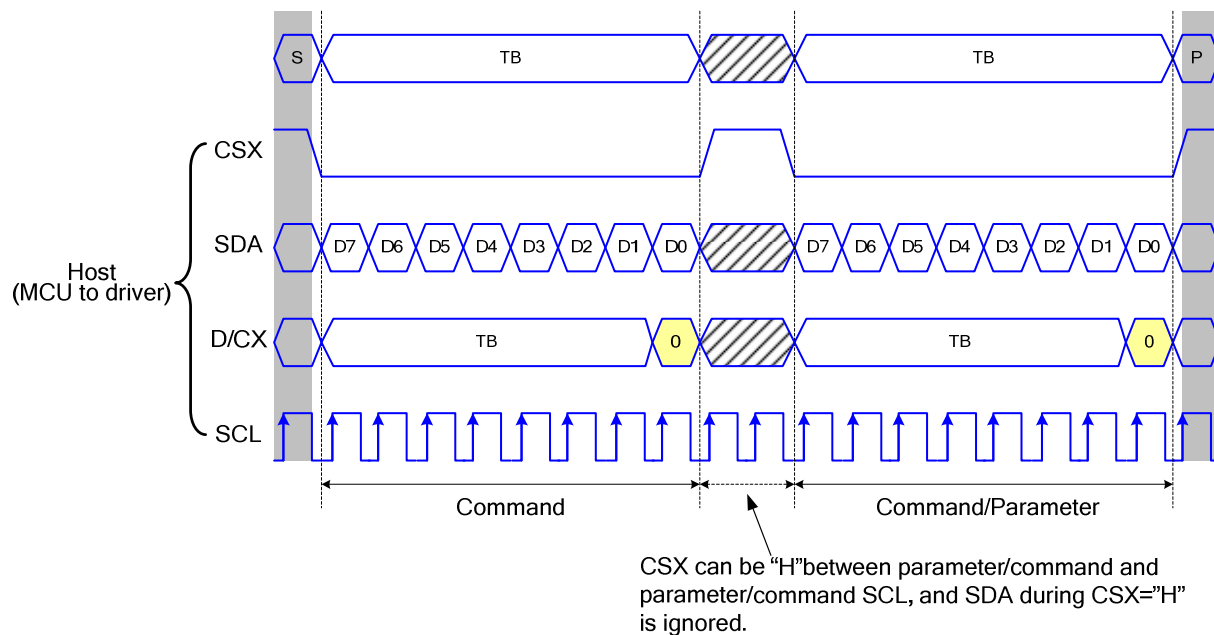 S TB TB P
CSX
SDA D7 D6 D5 D4 D3 D2 D1 D0 D7 D6 D5 D4 D3 D2 D1 D0
Host
(MCU to driver)
D/CX TB 0 TB 0
SCL
Command Command/Parameter
CSX can be “H”between parameter/command and
parameter/command SCL, and SDA during CSX=”H”
is ignored.